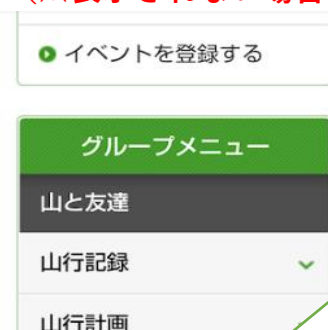 イベントを登録する
グループメニュー
山と友達
山行記録
山行計画